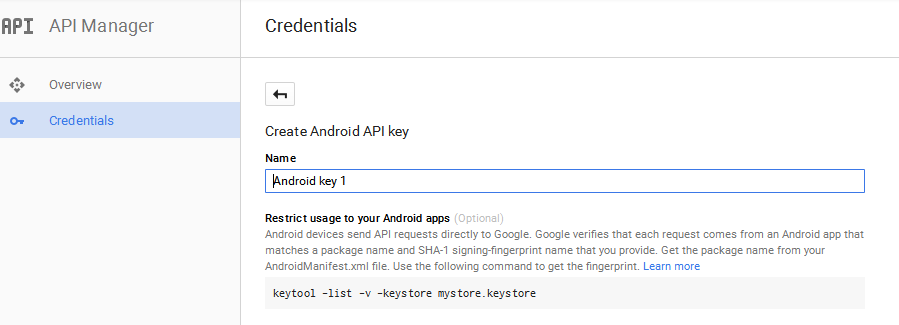 API API Manager Credentials
Overview
Credentials
Create Android API key
Name
Android key 1
Restrict usage to your Android apps (Optional)
Android devices send API requests directly to Google. Google verifies that each request comes from an Android app that
matches a package name and SHA-1 signing-fingerprint name that you provide. Get the package name from your
AndroidManifest.xml file. Use the following command to get the fingerprint. Learn more
keytool -list -v -keystore mystore.keystore